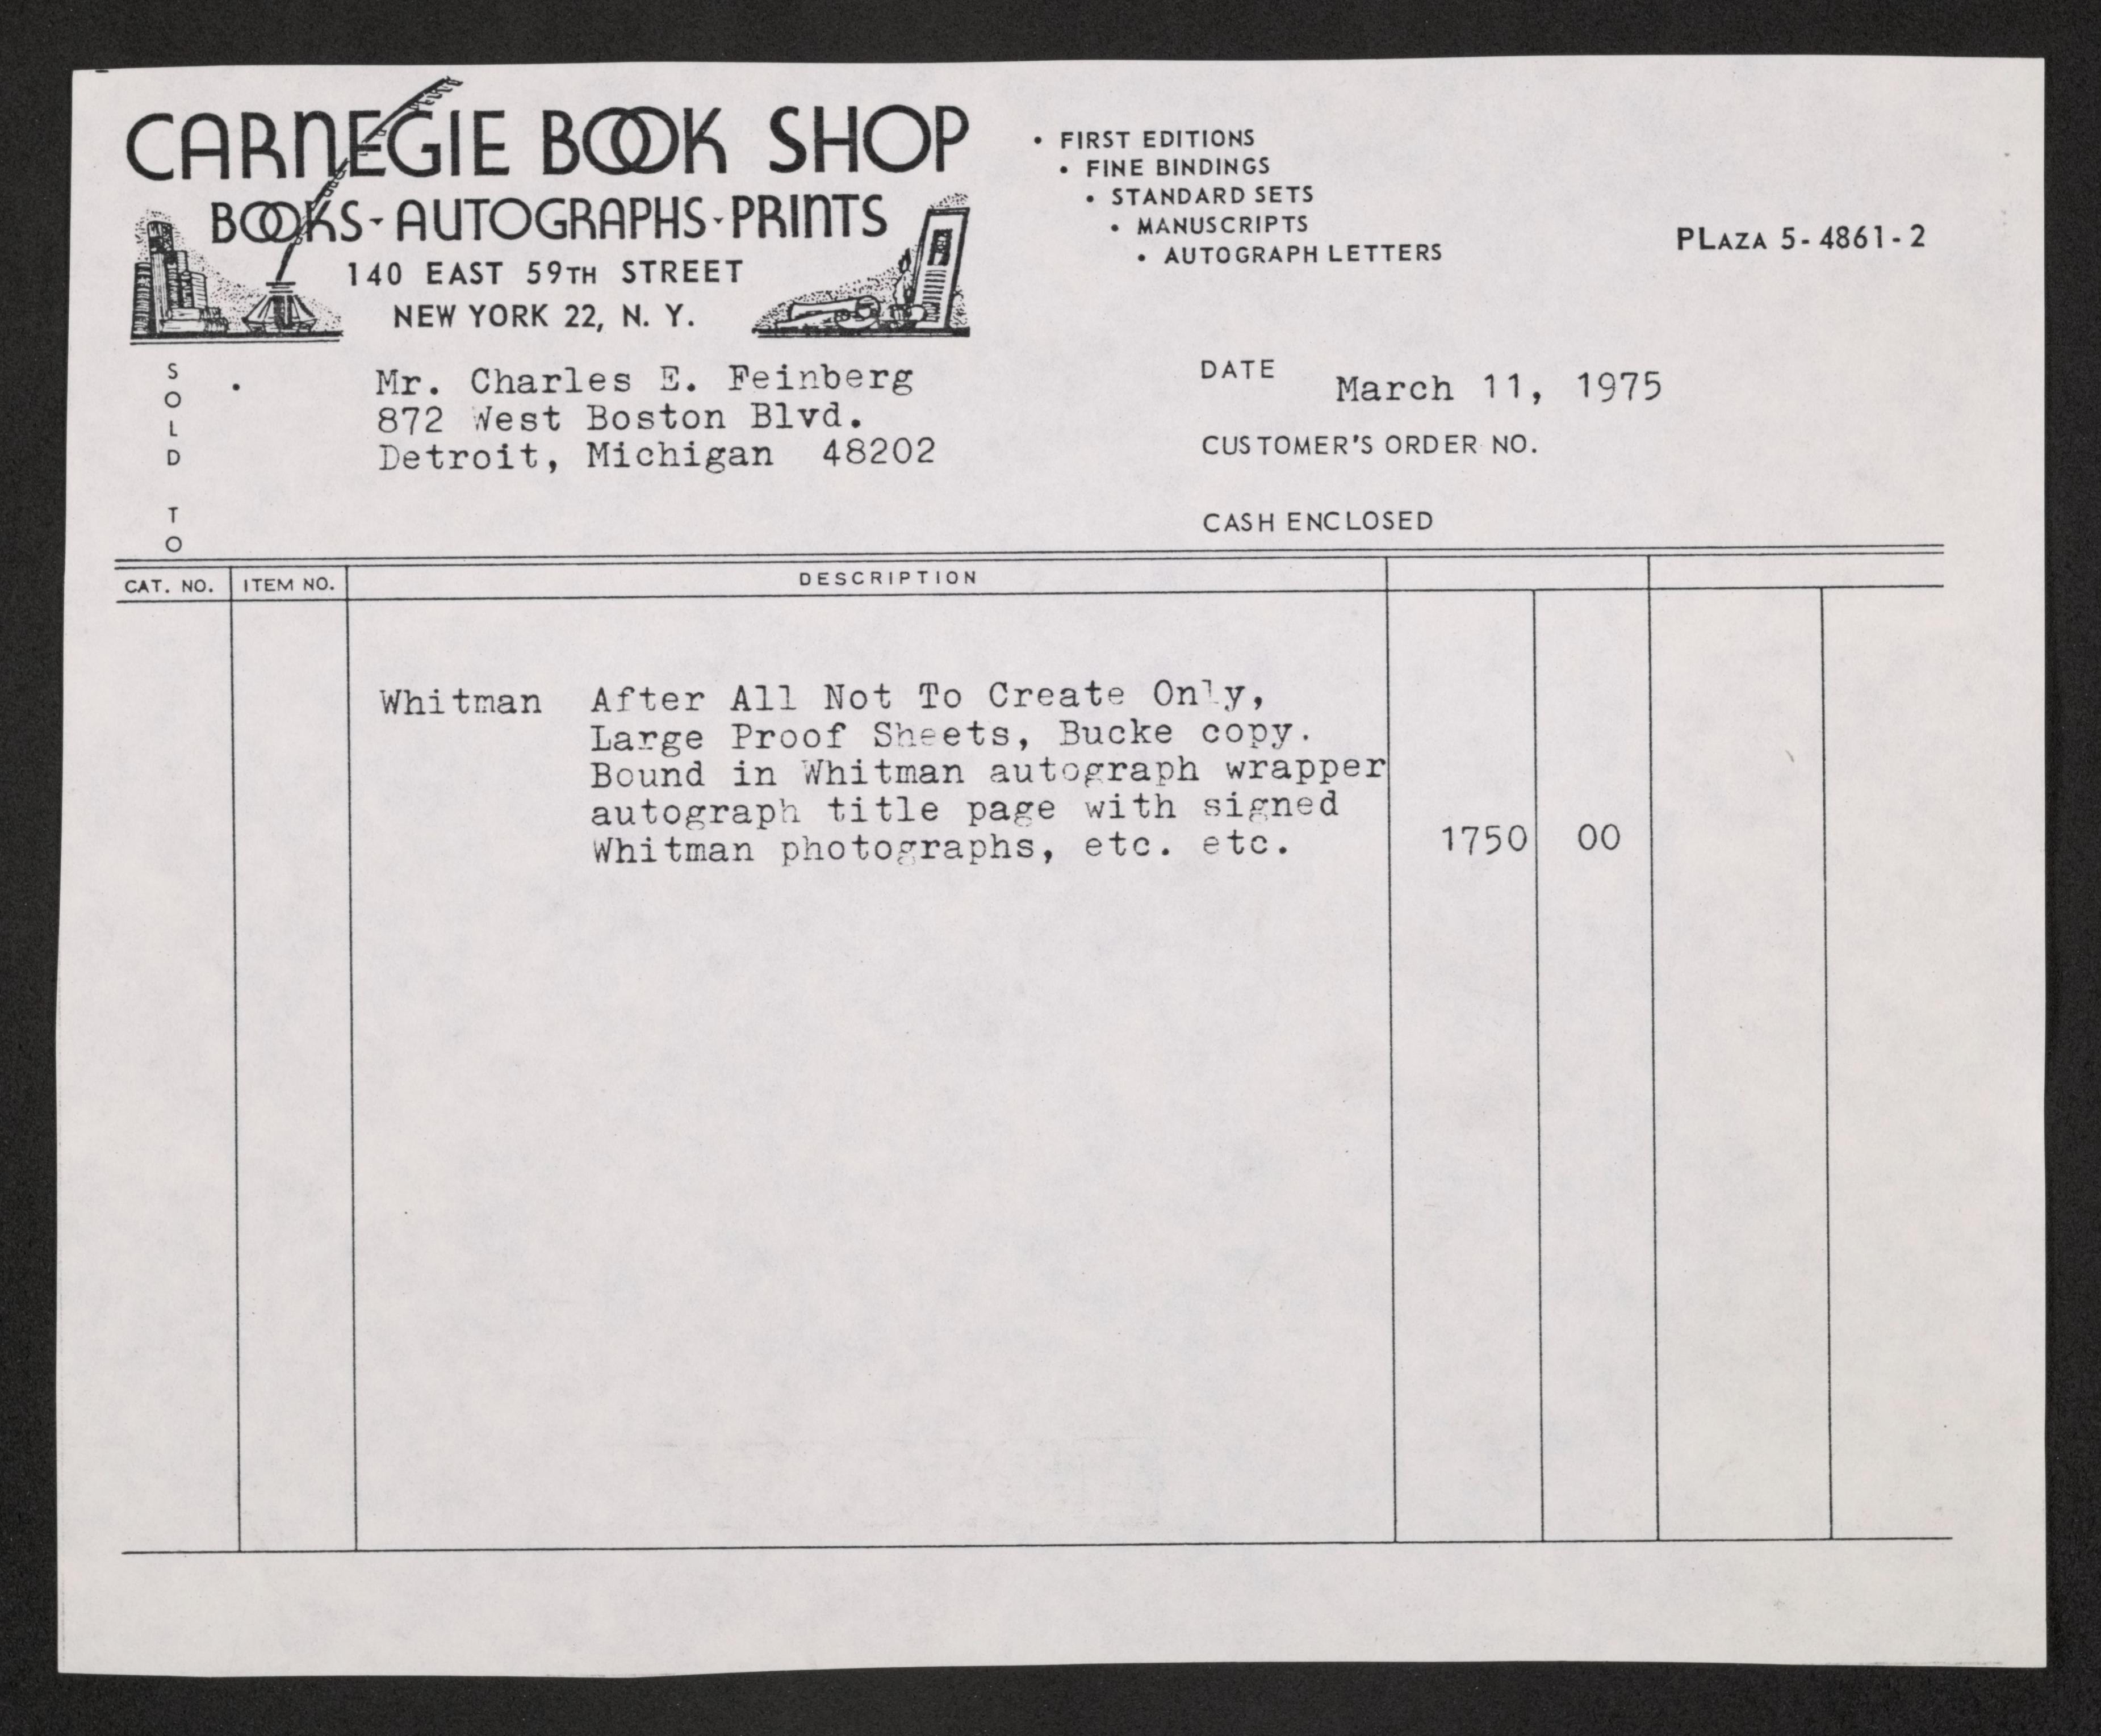 CARNEGIE BOOK SHOP
BOOKS - AUTOGRAPHS - PRINTS
140 EAST 59TH STREET
NEW YORK 22, N. Y.
• FIRST EDITIONS
• FINE BINDINGS
• STANDARD SETS
• MANUSCRIPTS
• AUTOGRAPH LETTERS
PLAZA 5-4861-2
SOLD TO
Mr. Charles E. Feinberg
872 West Boston Blvd.
Detroit, Michigan 48202
DATE March 11, 1975
CUSTOMER'S ORDER NO.
CASH ENCLOSED
CAT. NO. ITEM NO. DESCRIPTION
Whitman After All Not To Create Only,
Large Proof Sheets, Bucke copy.
Bound in Whitman autograph wrapper
autograph title page with signed
Whitman photographs, etc. etc. 1750 00